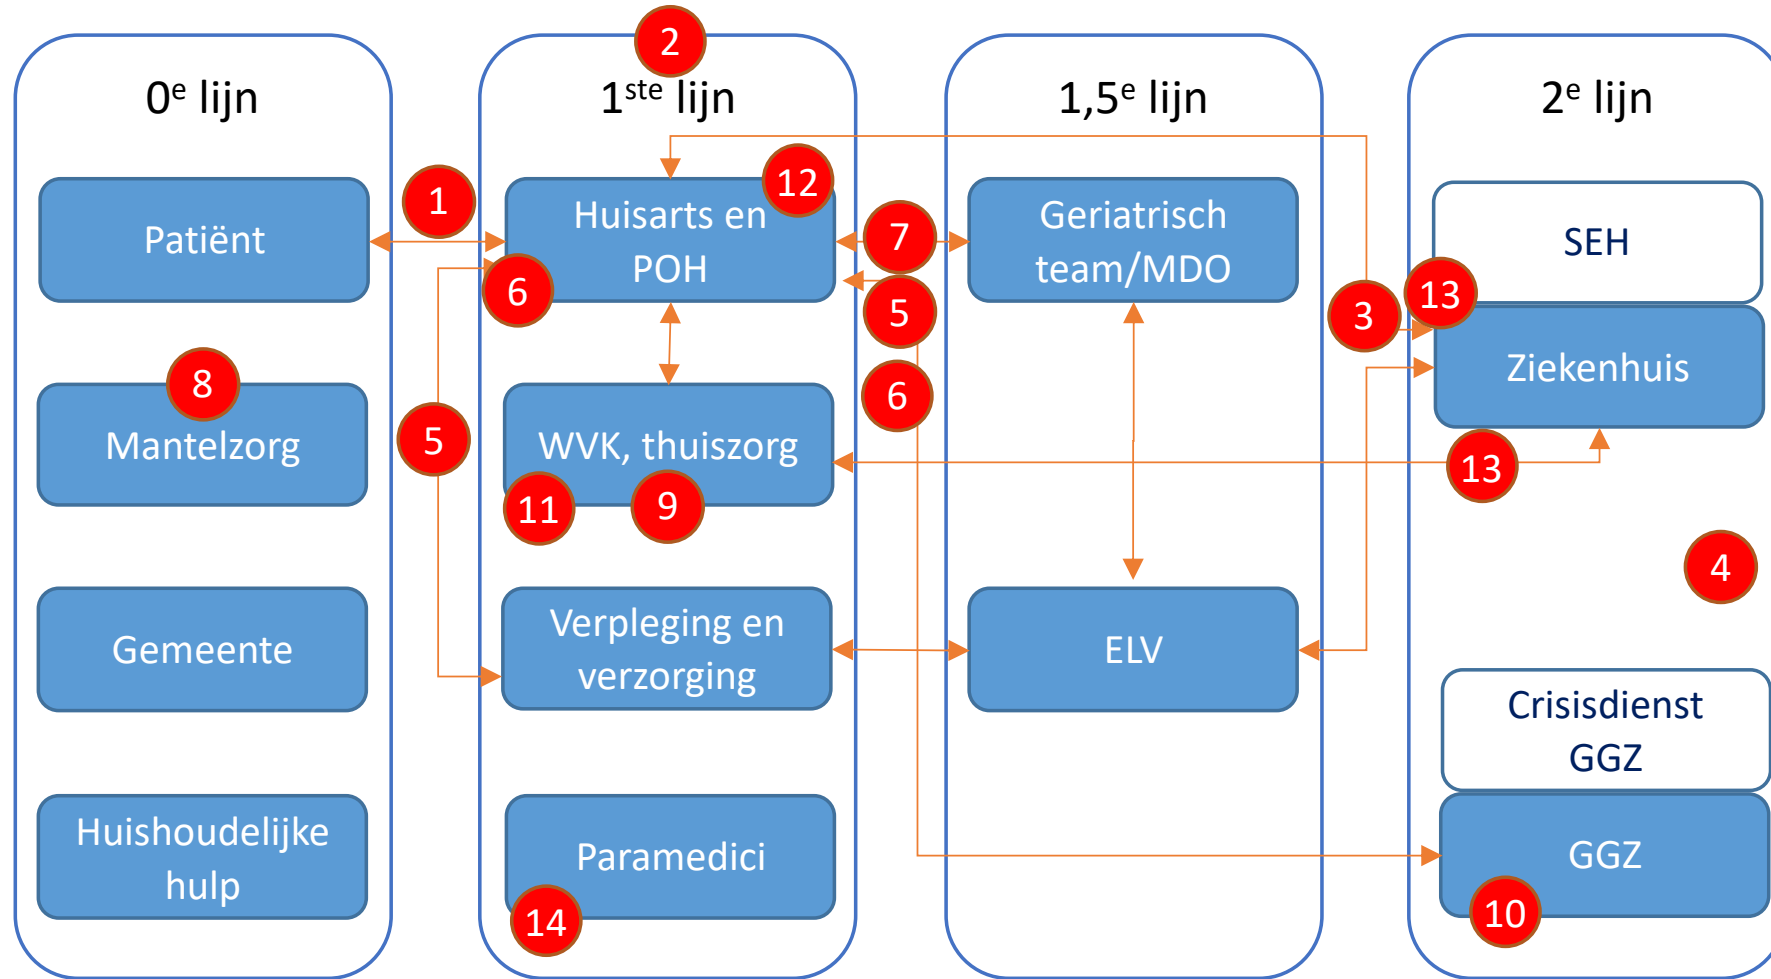 0e lijn
Patiënt
Mantelzorg
8
Gemeente
Huishoudelijke
hulp
1
5
2
1ste lijn
Huisarts en
POH
12
6
WVK, thuiszorg
11
9
Verpleging en
verzorging
Paramedici
14
7
5
6
1,5e lijn
Geriatrisch
team/MDO
ELV
3
2e lijn
SEH
13
Ziekenhuis
13
4
Crisisdienst
GGZ
GGZ
10